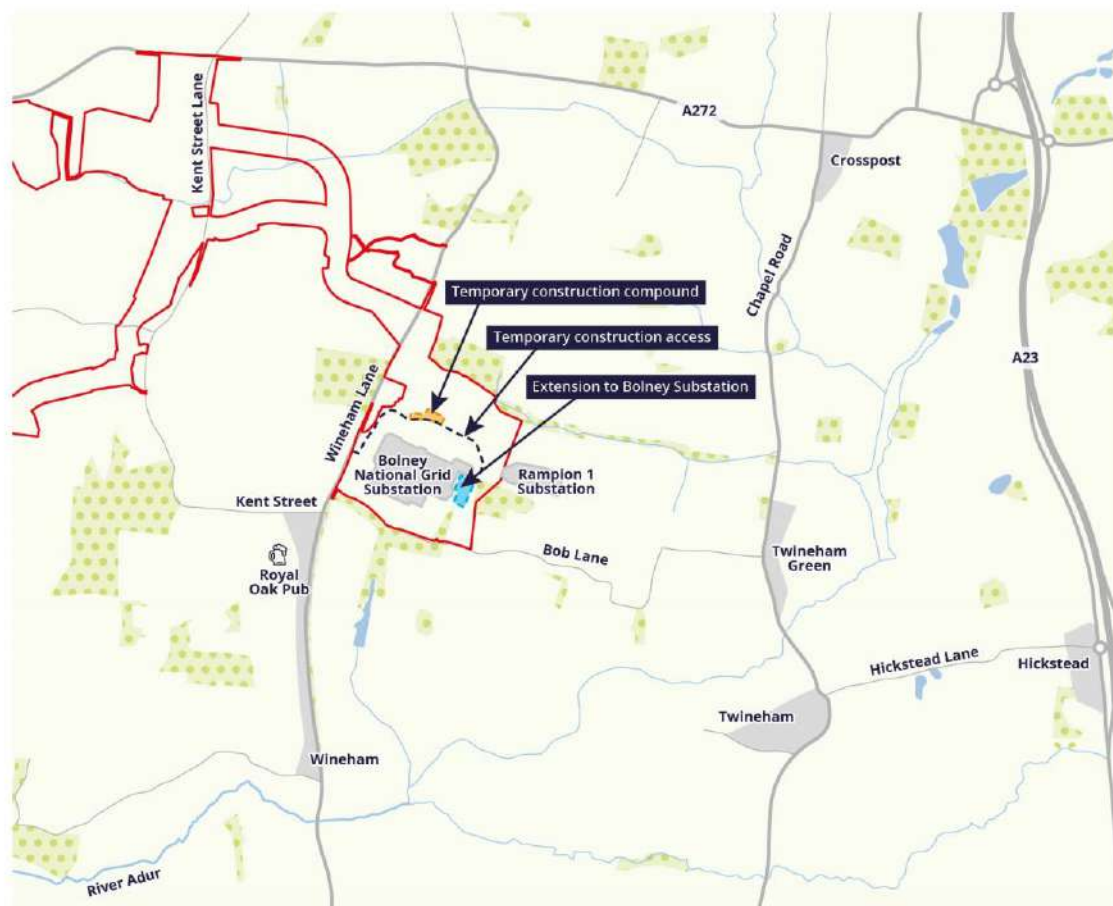 A272
Kent Street Lane
Crosspost
Chapel Road
Temporary construction compound
Temporary construction access
Extension to Bolney Substation
A23
Wineham Lane
Bolney
National Grid
Substation
Rampion 1
Substation
Kent Street
Bob Lane
Royal
Oak Pub
Twineham
Green
Hickstead Lane
Hickstead
Twineham
Wineham
River Adur